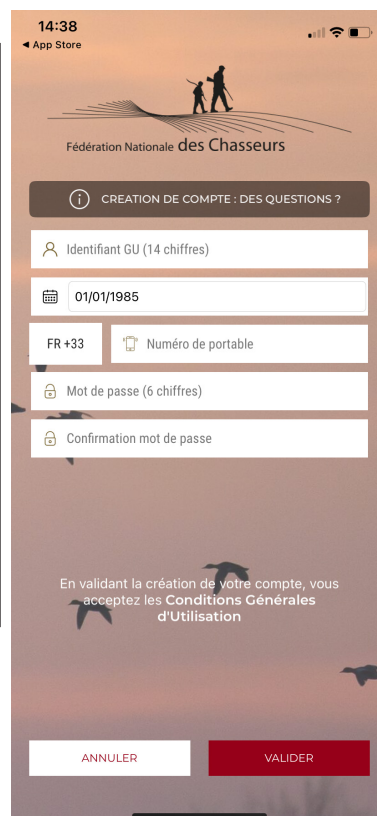 14:38
◀ App Store
Fédération Nationale des Chasseurs
CREATION DE COMPTE : DES QUESTIONS ?
Identifiant GU (14 chiffres)
01/01/1985
FR +33 Numéro de portable
Mot de passe (6 chiffres)
Confirmation mot de passe
En validant la création de votre compte, vous
acceptez les Conditions Générales
d'Utilisation
ANNULER VALIDER